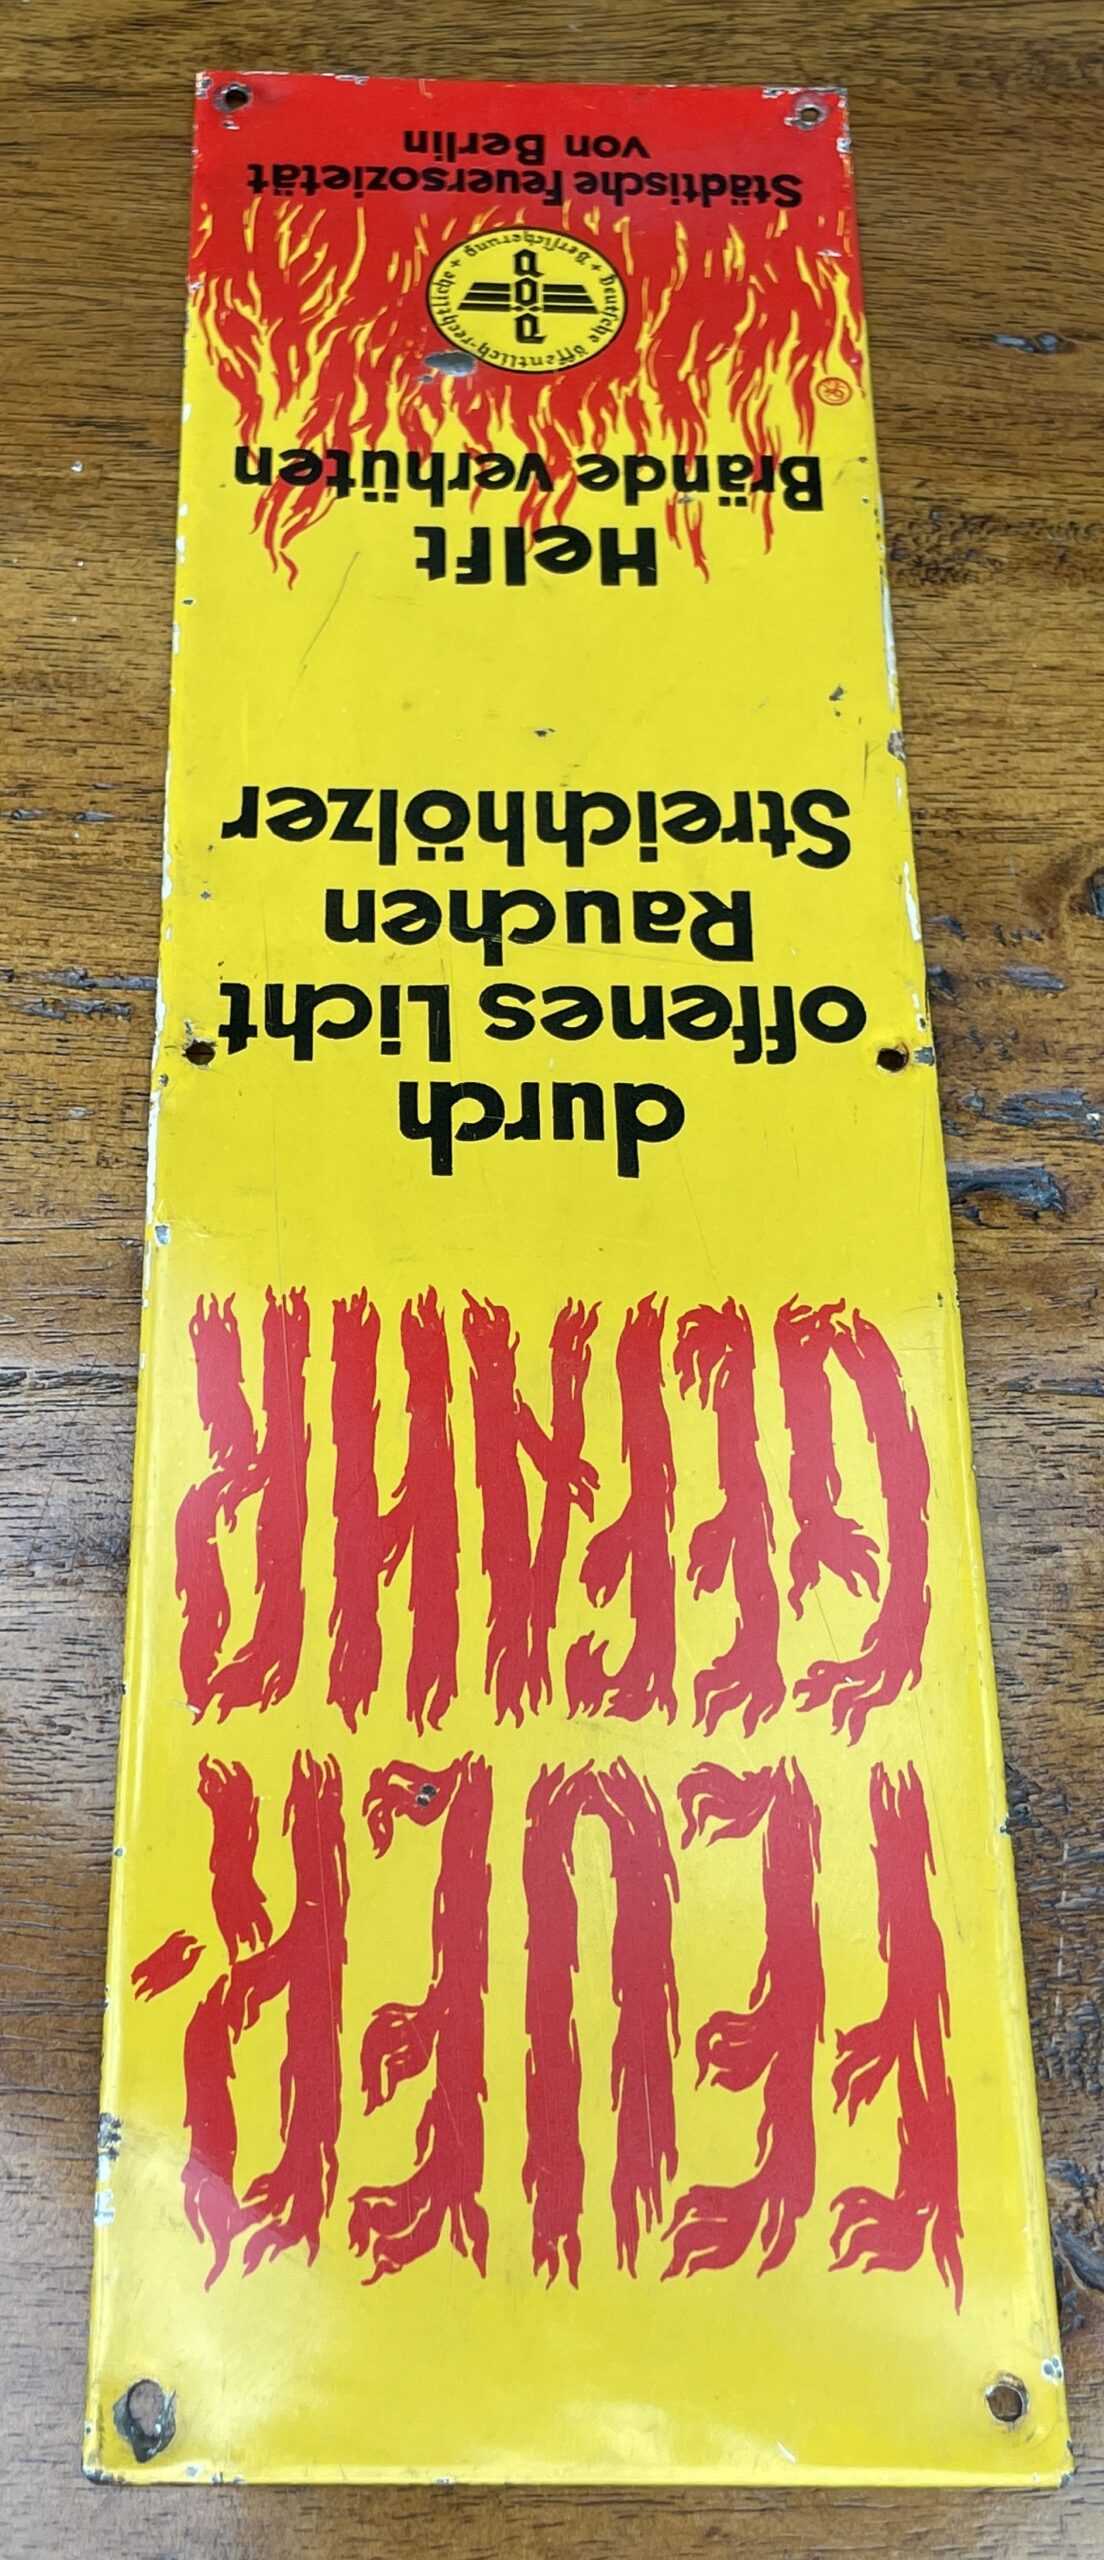 FEUER-
GEFAHR
durch
offenes Licht
Rauchen
Streichhölzer
Helft
Brände verhüten
Deutsche öffentlich-rechtliche + Versicherung +
Städtische Feuersozietät
von Berlin